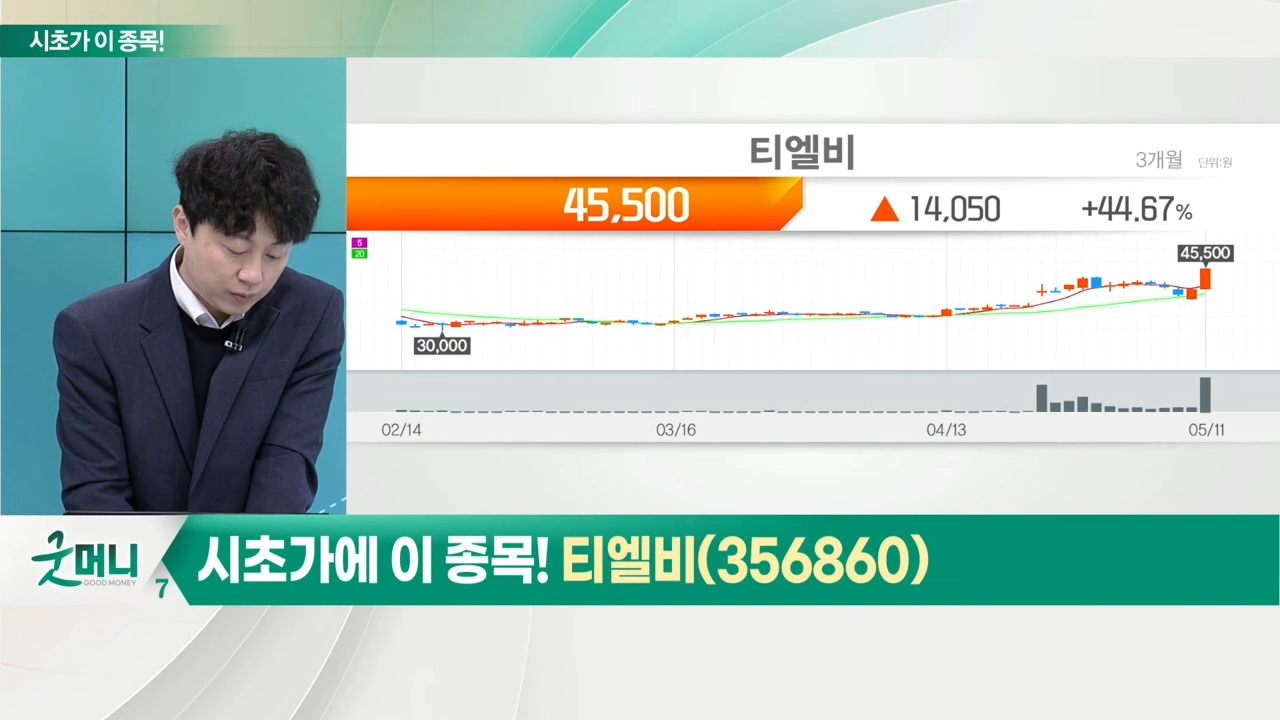 시초가 이 종목!
티엘비
3개월 단위:원
45,500 ▲ 14,050 +44.67%
5
20
45,500
30,000
02/14 03/16 04/13 05/11
굿머니
GOOD MONEY
7
시초가에 이 종목! 티엘비(356860)